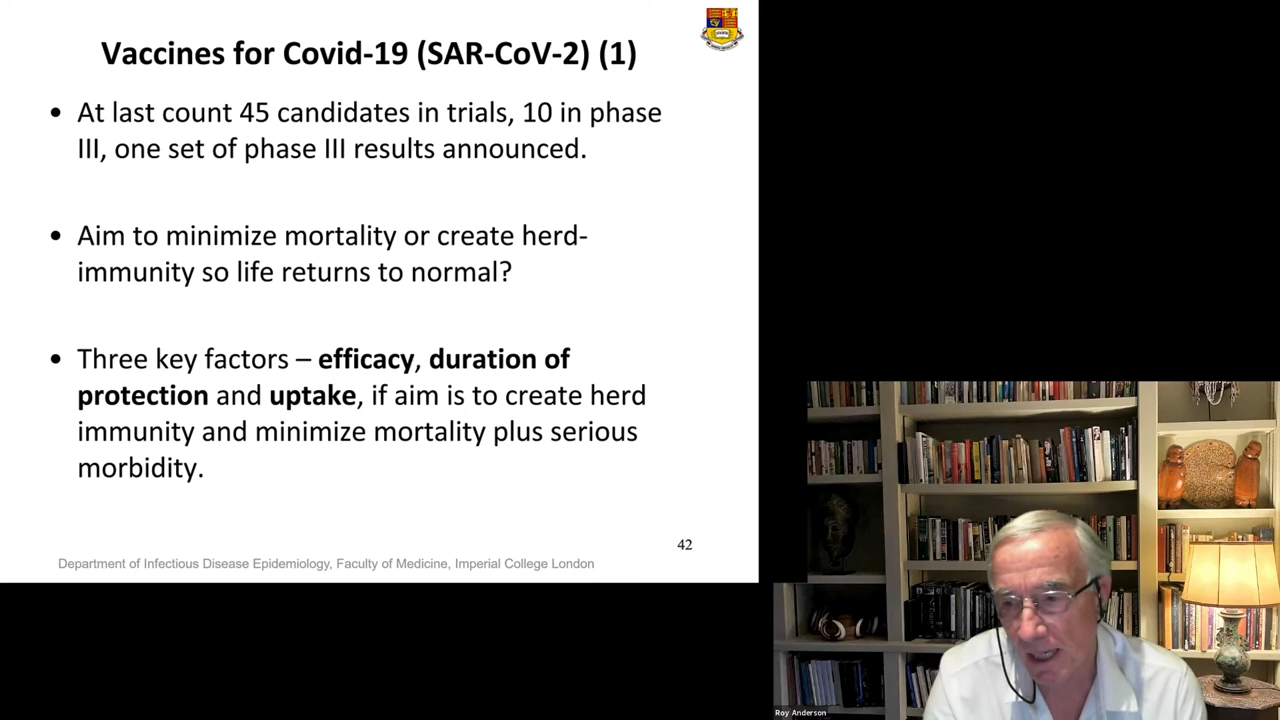 Vaccines for Covid-19 (SAR-CoV-2) (1)
• At last count 45 candidates in trials, 10 in phase
III, one set of phase III results announced.
• Aim to minimize mortality or create herd-
immunity so life returns to normal?
• Three key factors – efficacy, duration of
protection and uptake, if aim is to create herd
immunity and minimize mortality plus serious
morbidity.
42
Department of Infectious Disease Epidemiology, Faculty of Medicine, Imperial College London
Roy Anderson